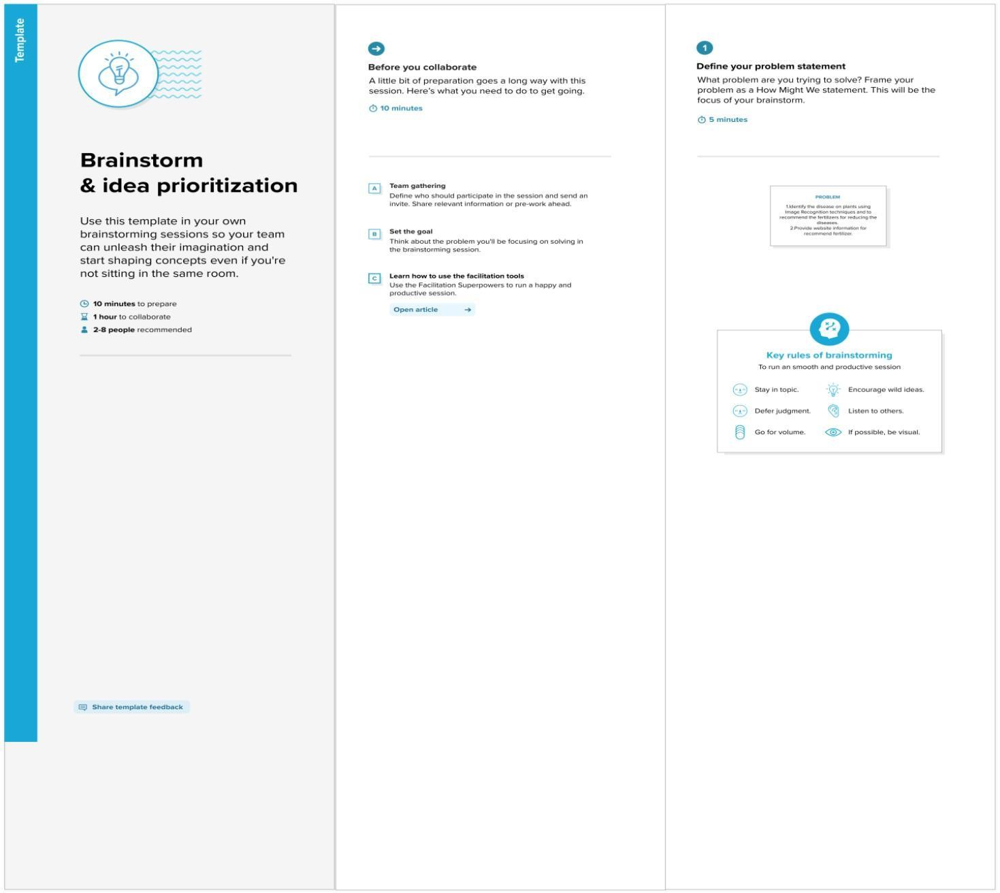 Template
Brainstorm
& idea prioritization
Use this template in your own
brainstorming sessions so your team
can unleash their imagination and
start shaping concepts even if you're
not sitting in the same room.
10 minutes to prepare
1 hour to collaborate
2-8 people recommended
Share template feedback
Before you collaborate
A little bit of preparation goes a long way with this
session. Here's what you need to do to get going.
10 minutes
A
Team gathering
Define who should participate in the session and send an
invite. Share relevant information or pre-work ahead.
B
Set the goal
Think about the problem you'll be focusing on solving in
the brainstorming session.
C
Learn how to use the facilitation tools
Use the Facilitation Superpowers to run a happy and
productive session.
Open article
1
Define your problem statement
What problem are you trying to solve? Frame your
problem as a How Might We statement. This will be the
focus of your brainstorm.
5 minutes
PROBLEM
1.Identify the disease on plants using
Image Recognition techniques and to
recommend the fertilizers for reducing the
diseases.
2.Provide website information for
recommend fertilizer.
Key rules of brainstorming
To run an smooth and productive session
Stay in topic.
Encourage wild ideas.
Defer judgment.
Listen to others.
Go for volume.
If possible, be visual.